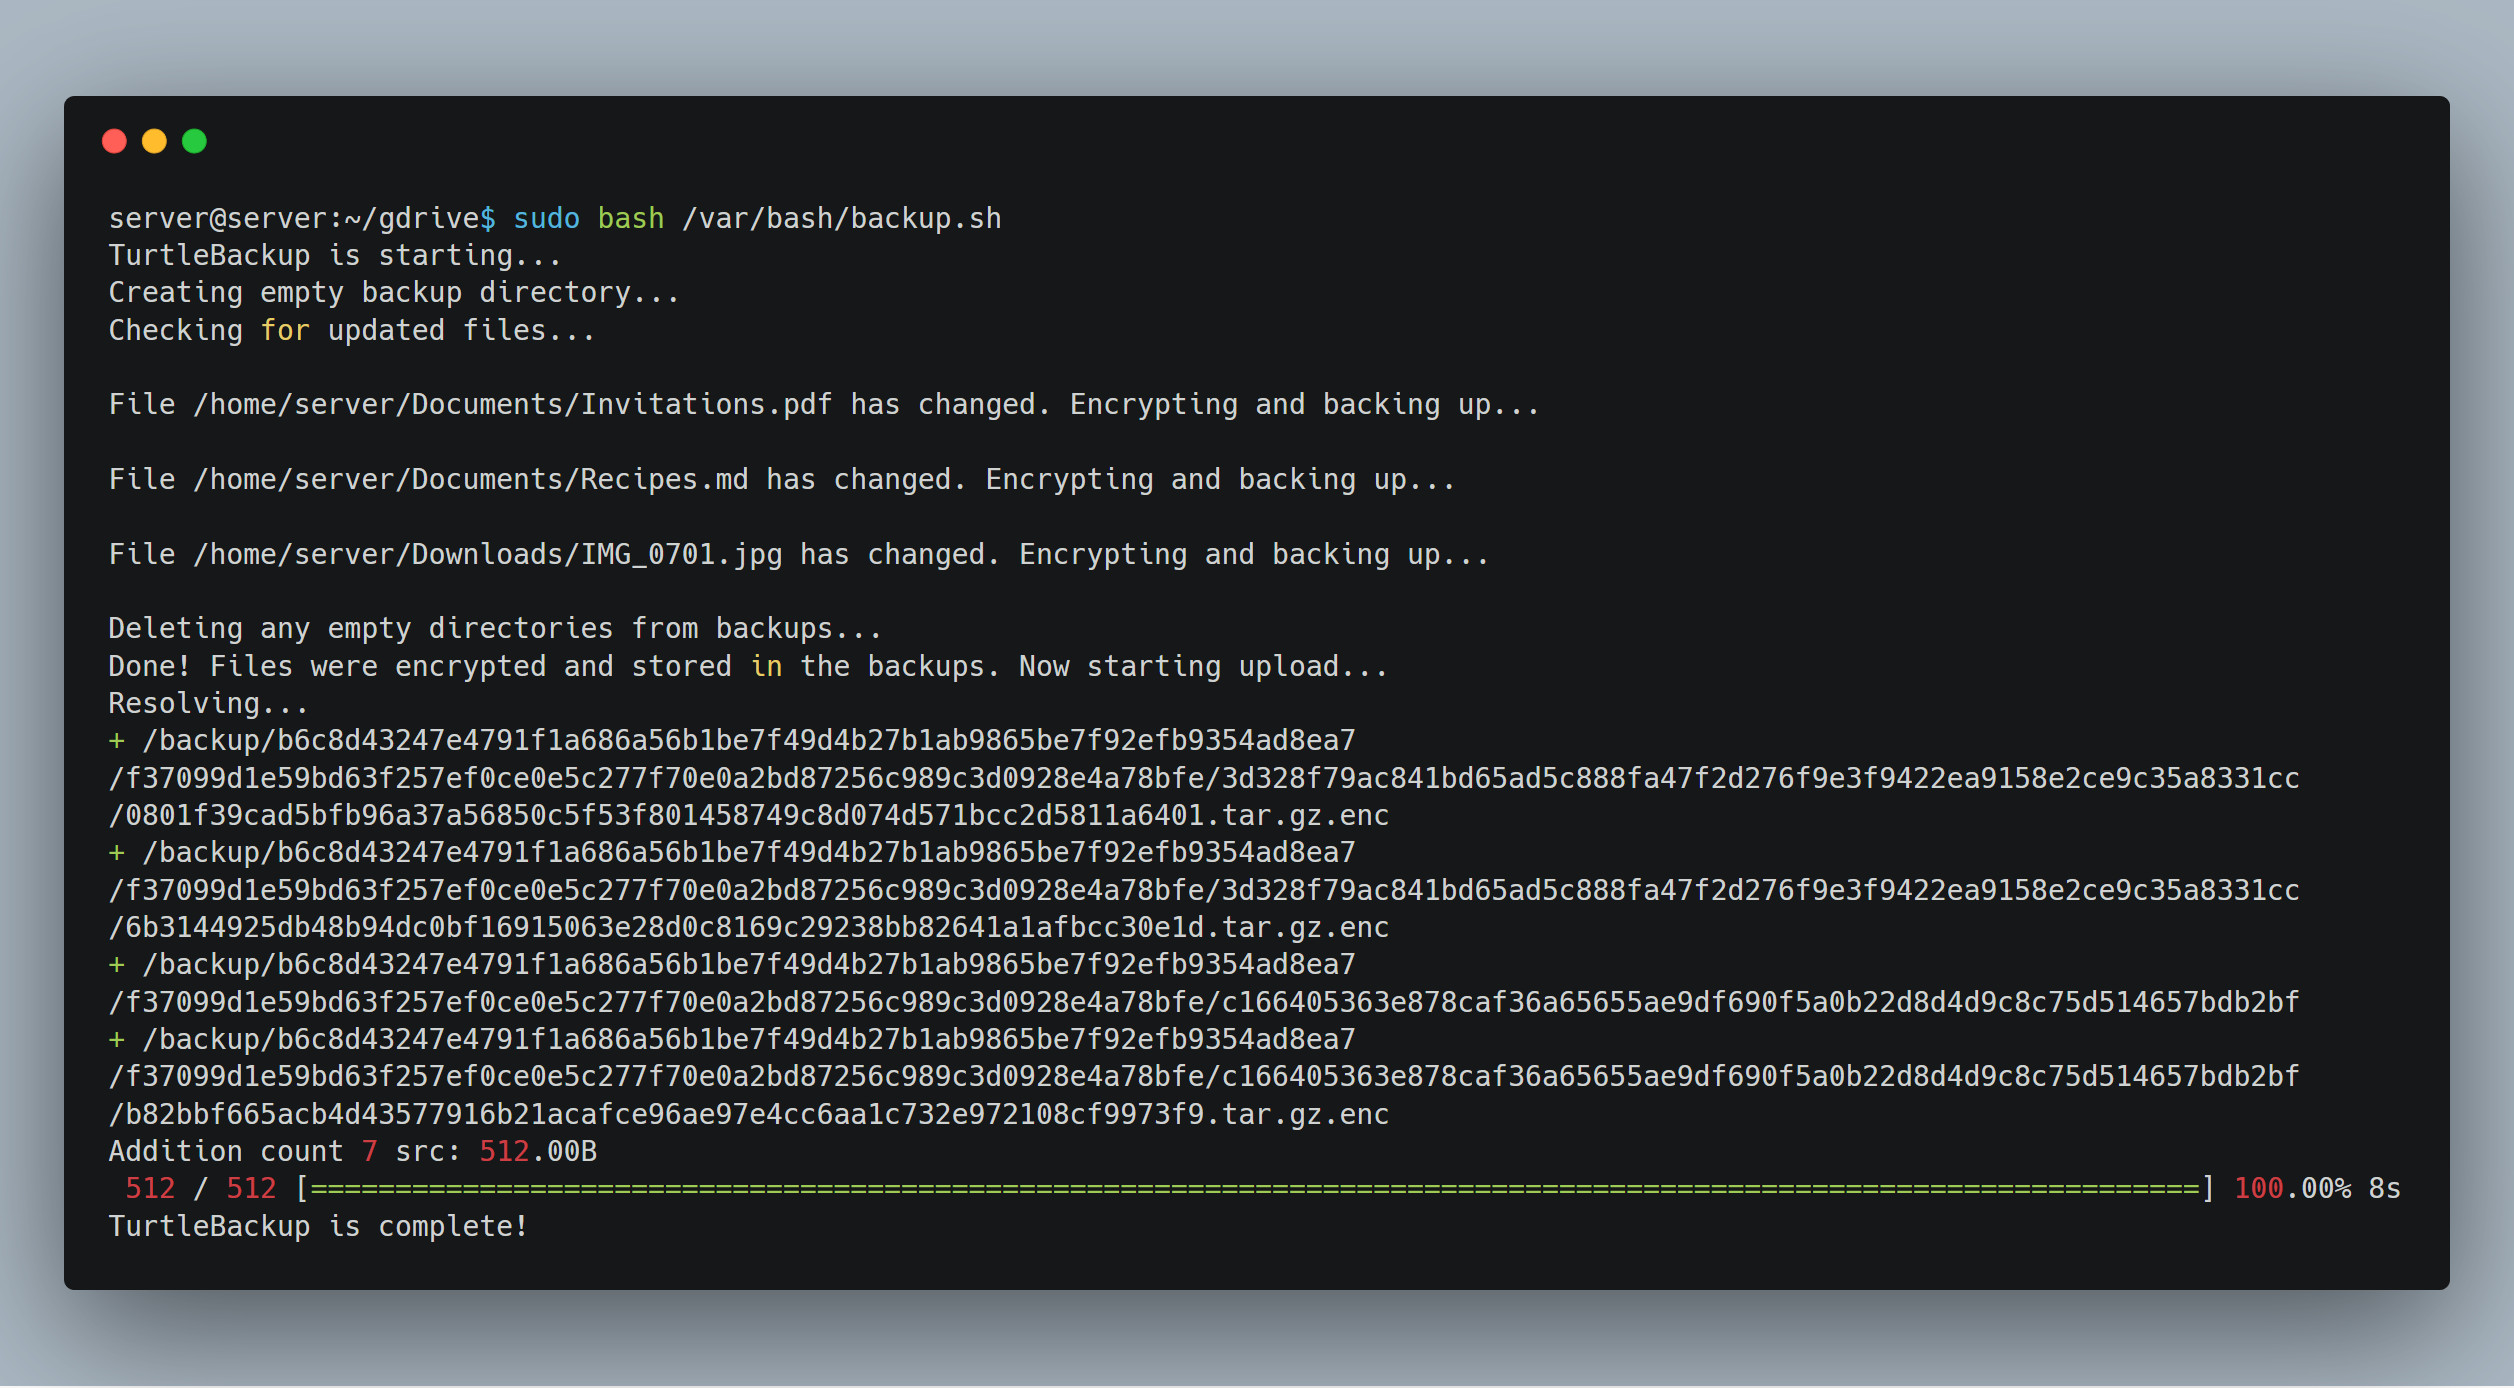 server@server:~/gdrive$ sudo bash /var/bash/backup.sh
TurtleBackup is starting...
Creating empty backup directory...
Checking for updated files...
File /home/server/Documents/Invitations.pdf has changed. Encrypting and backing up...
File /home/server/Documents/Recipes.md has changed. Encrypting and backing up...
File /home/server/Downloads/IMG_0701.jpg has changed. Encrypting and backing up...
Deleting any empty directories from backups...
Done! Files were encrypted and stored in the backups. Now starting upload...
Resolving...
+ /backup/b6c8d43247e4791f1a686a56b1be7f49d4b27b1ab9865be7f92efb9354ad8ea7
/f37099d1e59bd63f257ef0ce0e5c277f70e0a2bd87256c989c3d0928e4a78bfe/3d328f79ac841bd65ad5c888fa47f2d276f9e3f9422ea9158e2ce9c35a8331cc
/0801f39cad5bfb96a37a56850c5f53f801458749c8d074d571bcc2d5811a6401.tar.gz.enc
+ /backup/b6c8d43247e4791f1a686a56b1be7f49d4b27b1ab9865be7f92efb9354ad8ea7
/f37099d1e59bd63f257ef0ce0e5c277f70e0a2bd87256c989c3d0928e4a78bfe/3d328f79ac841bd65ad5c888fa47f2d276f9e3f9422ea9158e2ce9c35a8331cc
/6b3144925db48b94dc0bf16915063e28d0c8169c29238bb82641a1afbcc30e1d.tar.gz.enc
+ /backup/b6c8d43247e4791f1a686a56b1be7f49d4b27b1ab9865be7f92efb9354ad8ea7
/f37099d1e59bd63f257ef0ce0e5c277f70e0a2bd87256c989c3d0928e4a78bfe/c166405363e878caf36a65655ae9df690f5a0b22d8d4d9c8c75d514657bdb2bf
+ /backup/b6c8d43247e4791f1a686a56b1be7f49d4b27b1ab9865be7f92efb9354ad8ea7
/f37099d1e59bd63f257ef0ce0e5c277f70e0a2bd87256c989c3d0928e4a78bfe/c166405363e878caf36a65655ae9df690f5a0b22d8d4d9c8c75d514657bdb2bf
/b82bbf665acb4d43577916b21acafce96ae97e4cc6aa1c732e972108cf9973f9.tar.gz.enc
Addition count 7 src: 512.00B
512 / 512 [================================================================================================================] 100.00% 8s
TurtleBackup is complete!